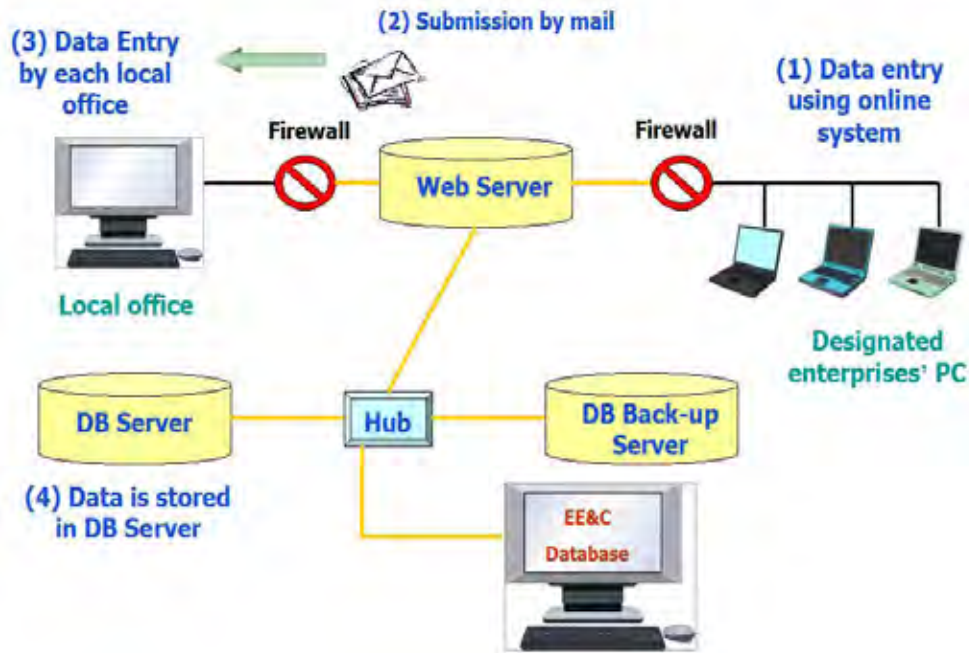 (2) Submission by mail
(3) Data Entry
by each local
office
(1) Data entry
using online
system
Firewall
Firewall
Web Server
Local office
Designated
enterprises' PC
DB Server
Hub
DB Back-up
Server
(4) Data is stored
in DB Server
EE&C
Database